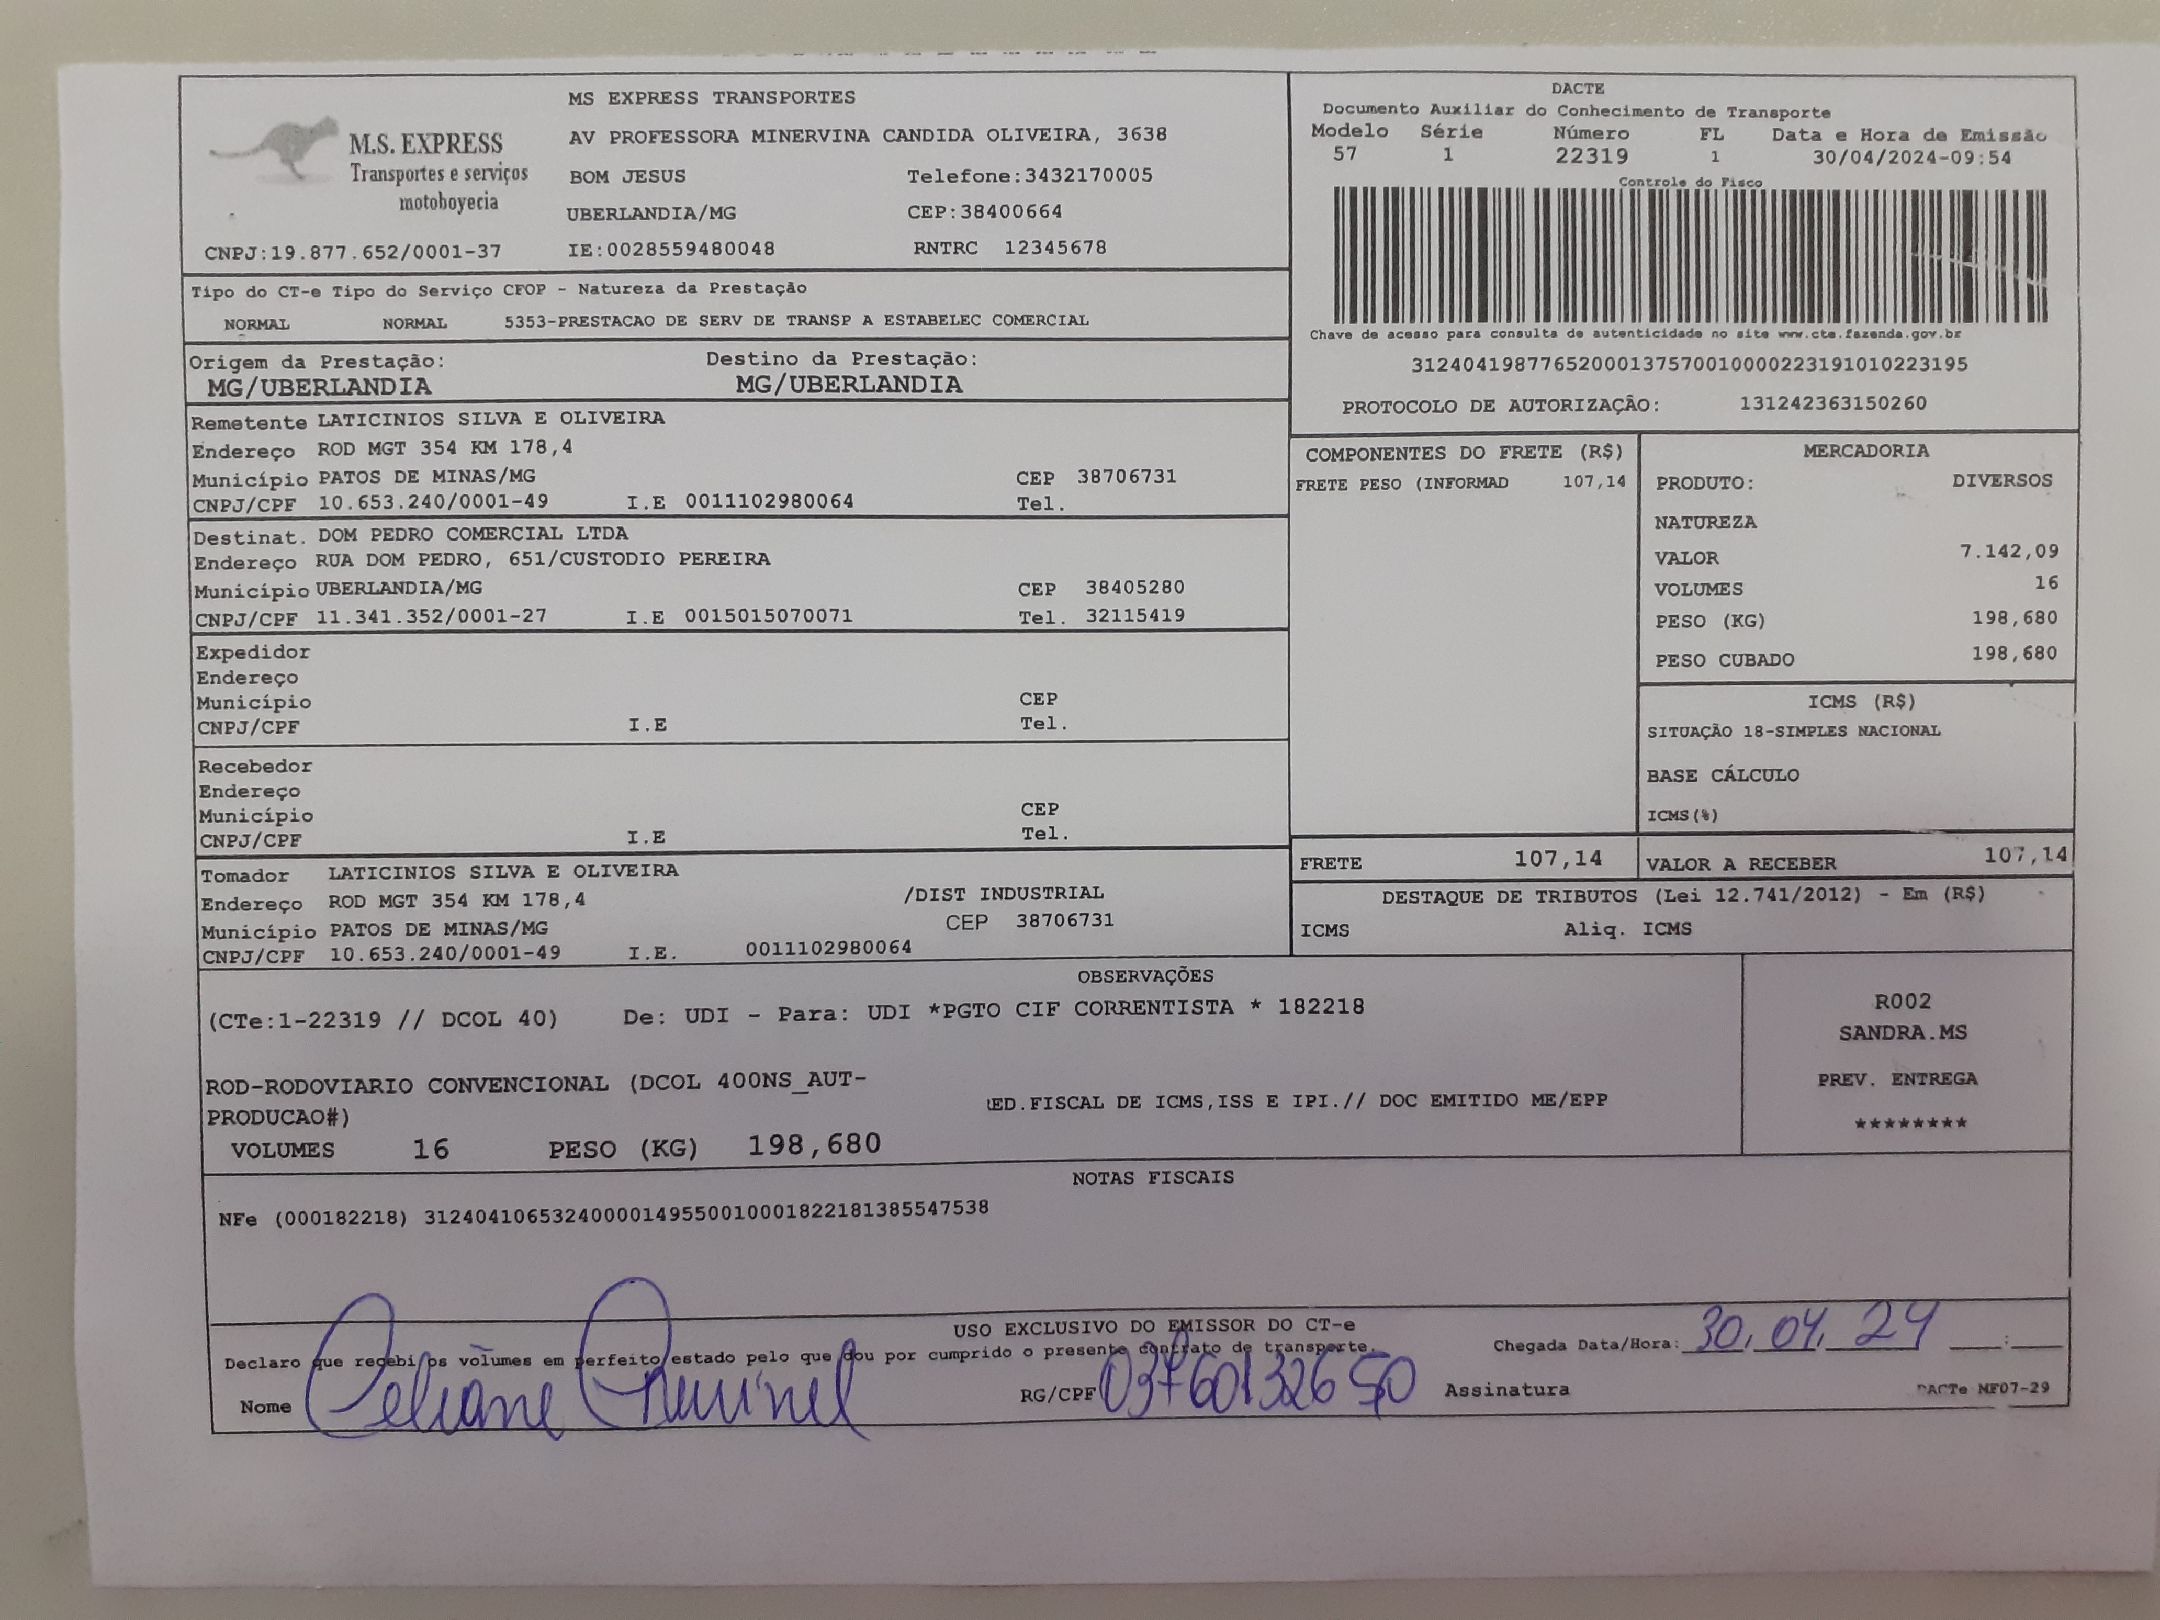 MS EXPRESS TRANSPORTES
M.S. EXPRESS
Transportes e serviços
motoboyecia
AV PROFESSORA MINERVINA CANDIDA OLIVEIRA, 3638
BOM JESUS Telefone:3432170005
UBERLANDIA/MG CEP:38400664
CNPJ:19.877.652/0001-37 IE:0028559480048 RNTRC 12345678
DACTE
Documento Auxiliar do Conhecimento de Transporte
Modelo Série Número FL Data e Hora de Emissão
57 1 22319 1 30/04/2024-09:54
Controle do Fisco
Chave de acesso para consulta de autenticidade no site www.cte.fazenda.gov.br
31240419877652000137570010000223191010223195
PROTOCOLO DE AUTORIZAÇÃO: 131242363150260
Tipo do CT-e Tipo do Serviço CFOP - Natureza da Prestação
NORMAL NORMAL 5353-PRESTACAO DE SERV DE TRANSP A ESTABELEC COMERCIAL
Origem da Prestação: Destino da Prestação:
MG/UBERLANDIA MG/UBERLANDIA
Remetente LATICINIOS SILVA E OLIVEIRA
Endereço ROD MGT 354 KM 178,4
Município PATOS DE MINAS/MG CEP 38706731
CNPJ/CPF 10.653.240/0001-49 I.E 0011102980064 Tel.
Destinat. DOM PEDRO COMERCIAL LTDA
Endereço RUA DOM PEDRO, 651/CUSTODIO PEREIRA
Município UBERLANDIA/MG CEP 38405280
CNPJ/CPF 11.341.352/0001-27 I.E 0015015070071 Tel. 32115419
Expedidor
Endereço
Município CEP
CNPJ/CPF I.E Tel.
Recebedor
Endereço
Município CEP
CNPJ/CPF I.E Tel.
Tomador LATICINIOS SILVA E OLIVEIRA
Endereço ROD MGT 354 KM 178,4 /DIST INDUSTRIAL
Município PATOS DE MINAS/MG CEP 38706731
CNPJ/CPF 10.653.240/0001-49 I.E. 0011102980064
COMPONENTES DO FRETE (R$)
FRETE PESO (INFORMAD 107,14
MERCADORIA
PRODUTO: DIVERSOS
NATUREZA
VALOR 7.142,09
VOLUMES 16
PESO (KG) 198,680
PESO CUBADO 198,680
ICMS (R$)
SITUAÇÃO 18-SIMPLES NACIONAL
BASE CÁLCULO
ICMS(%)
FRETE 107,14 VALOR A RECEBER 107,14
DESTAQUE DE TRIBUTOS (Lei 12.741/2012) - Em (R$)
ICMS Aliq. ICMS
OBSERVAÇÕES
(CTe:1-22319 // DCOL 40) De: UDI - Para: UDI *PGTO CIF CORRENTISTA * 182218
ROD-RODOVIARIO CONVENCIONAL (DCOL 40ONS_AUT-
PRODUCAO#) ED.FISCAL DE ICMS,ISS E IPI.// DOC EMITIDO ME/EPP
VOLUMES 16 PESO (KG) 198,680
R002
SANDRA.MS
PREV. ENTREGA
********
NOTAS FISCAIS
NFe (000182218) 31240410653240000149550010001822181385547538
USO EXCLUSIVO DO EMISSOR DO CT-e
Declaro que recebi os volumes em perfeito estado pelo que dou por cumprido o presente contrato de transporte.
Chegada Data/Hora: 30.04.24 :
Nome RG/CPF 03760132650 Assinatura DACTe MF07-29